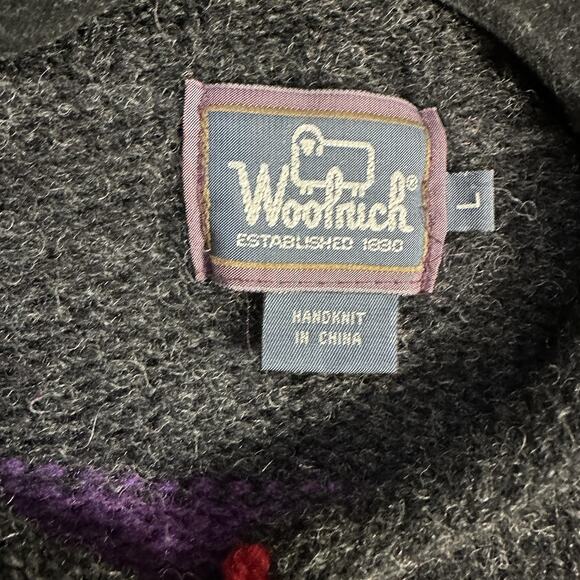 Woolrich®
ESTABLISHED 1830
L
HANDKNIT
IN CHINA